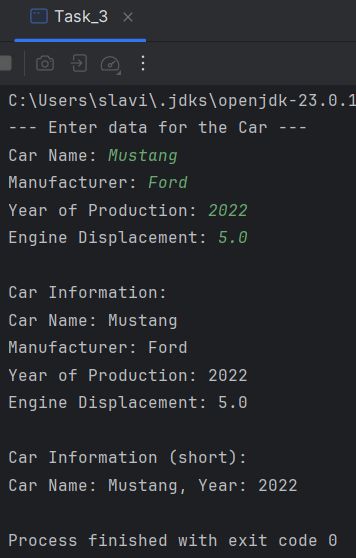 Task_3
C:\Users\slavi\.jdks\openjdk-23.0.1
--- Enter data for the Car ---
Car Name: Mustang
Manufacturer: Ford
Year of Production: 2022
Engine Displacement: 5.0
Car Information:
Car Name: Mustang
Manufacturer: Ford
Year of Production: 2022
Engine Displacement: 5.0
Car Information (short):
Car Name: Mustang, Year: 2022
Process finished with exit code 0